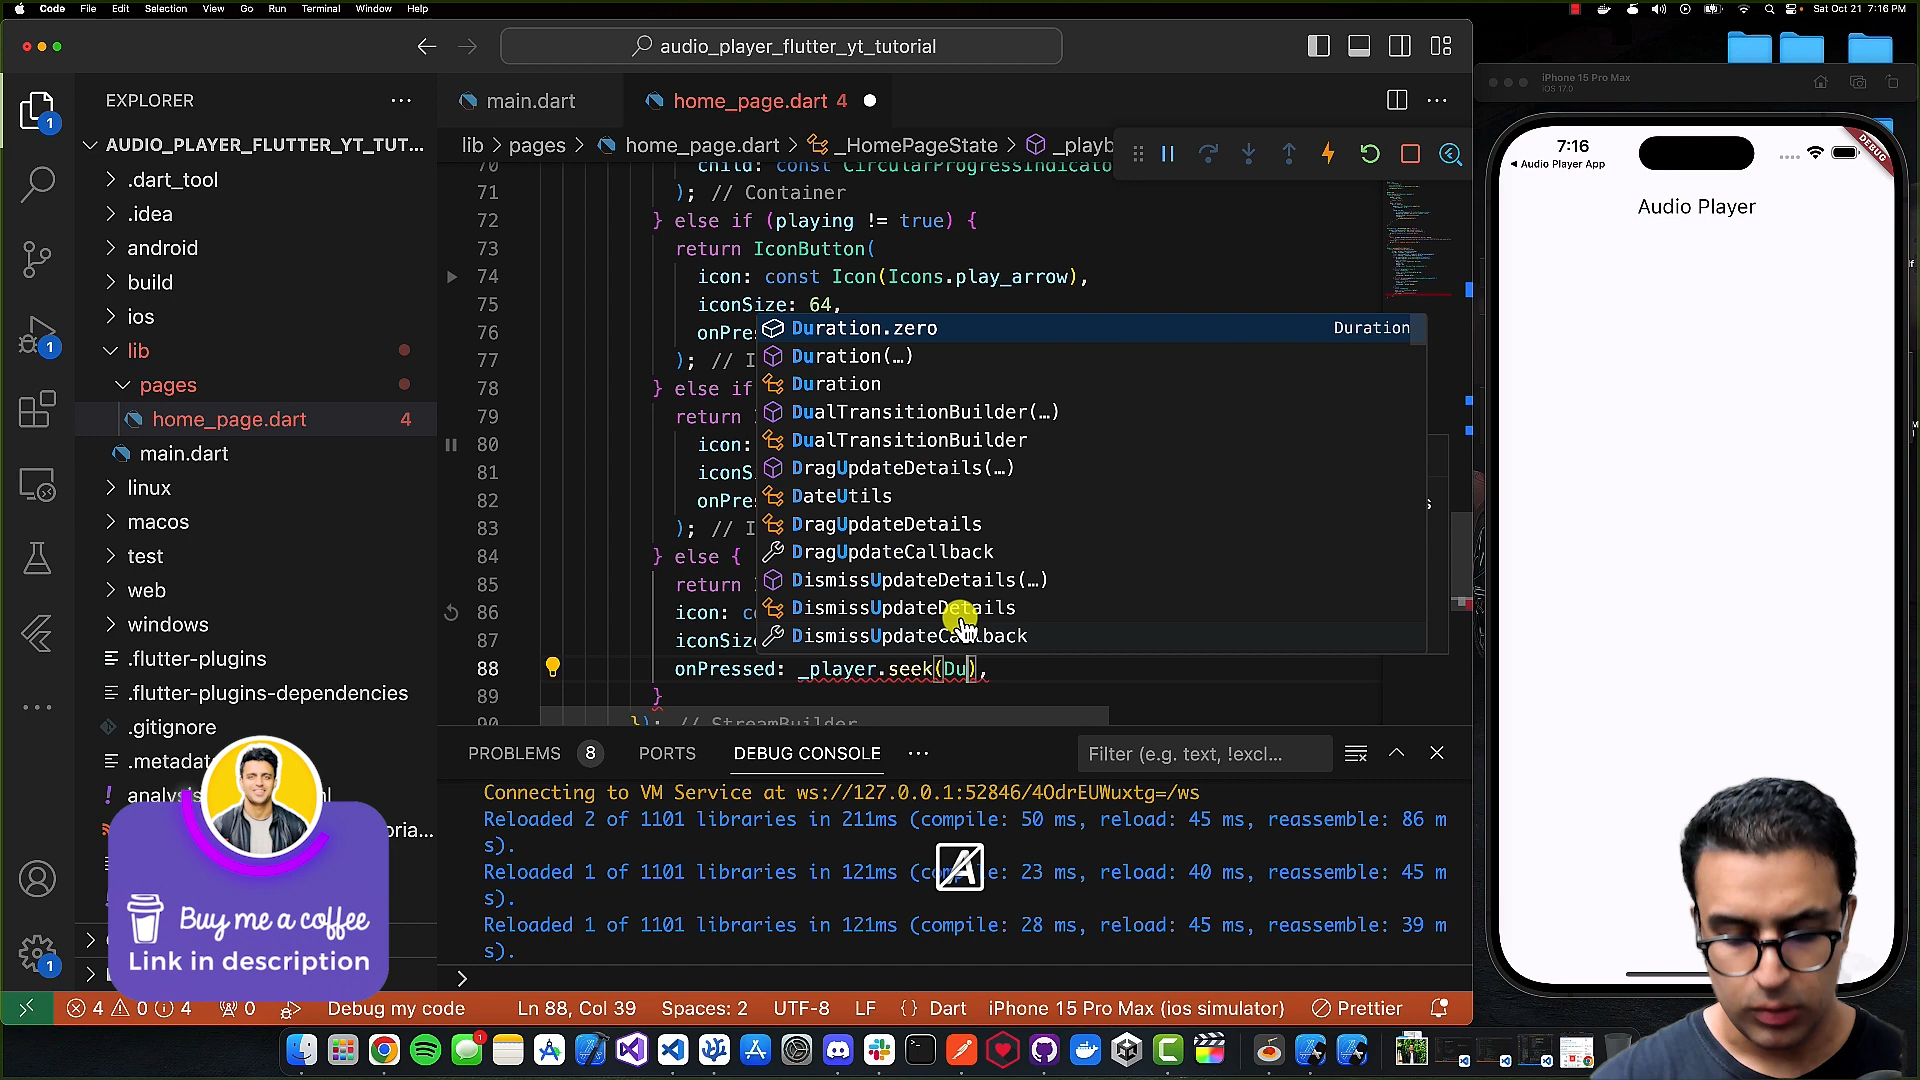 Code File Edit Selection View Go Run Terminal Window Help
Sat Oct 21 7:16 PM
audio_player_flutter_yt_tutorial
EXPLORER
AUDIO_PLAYER_FLUTTER_YT_TUT...
.dart_tool
.idea
android
build
ios
lib
pages
home_page.dart 4
main.dart
linux
macos
test
web
windows
.flutter-plugins
.flutter-plugins-dependencies
.gitignore
.metadata
1
1
1
main.dart
home_page.dart 4
lib > pages > home_page.dart > _HomePageState > _playb
70 child: const CircularProgressIndicato
71 ); // Container
72 } else if (playing != true) {
73 return IconButton(
74 icon: const Icon(Icons.play_arrow),
75 iconSize: 64,
76 onPres
77 ); // I
78 } else if
79 return
80 icon:
81 iconS
82 onPres
83 ); // I
84 } else {
85 return
86 icon: co
87 iconSize
88 onPressed: _player.seek(Du),
89 }
90 }); // StreamBuilder
Duration.zero Duration
Duration(…)
Duration
DualTransitionBuilder(…)
DualTransitionBuilder
DragUpdateDetails(…)
DateUtils
DragUpdateDetails
DragUpdateCallback
DismissUpdateDetails(…)
DismissUpdateDetails
DismissUpdateCallback
PROBLEMS 8 PORTS DEBUG CONSOLE
Filter (e.g. text, !excl...
Connecting to VM Service at ws://127.0.0.1:52846/4OdrEUWuxtg=/ws
Reloaded 2 of 1101 libraries in 211ms (compile: 50 ms, reload: 45 ms, reassemble: 86 m
s).
Reloaded 1 of 1101 libraries in 121ms (compile: 23 ms, reload: 40 ms, reassemble: 45 m
s).
Reloaded 1 of 1101 libraries in 121ms (compile: 28 ms, reload: 45 ms, reassemble: 39 m
s).
4 0 4 0 Debug my code Ln 88, Col 39 Spaces: 2 UTF-8 LF {} Dart iPhone 15 Pro Max (ios simulator) Prettier
Buy me a coffee
Link in description
iPhone 15 Pro Max
iOS 17.0
7:16
Audio Player App
DEBUG
Audio Player